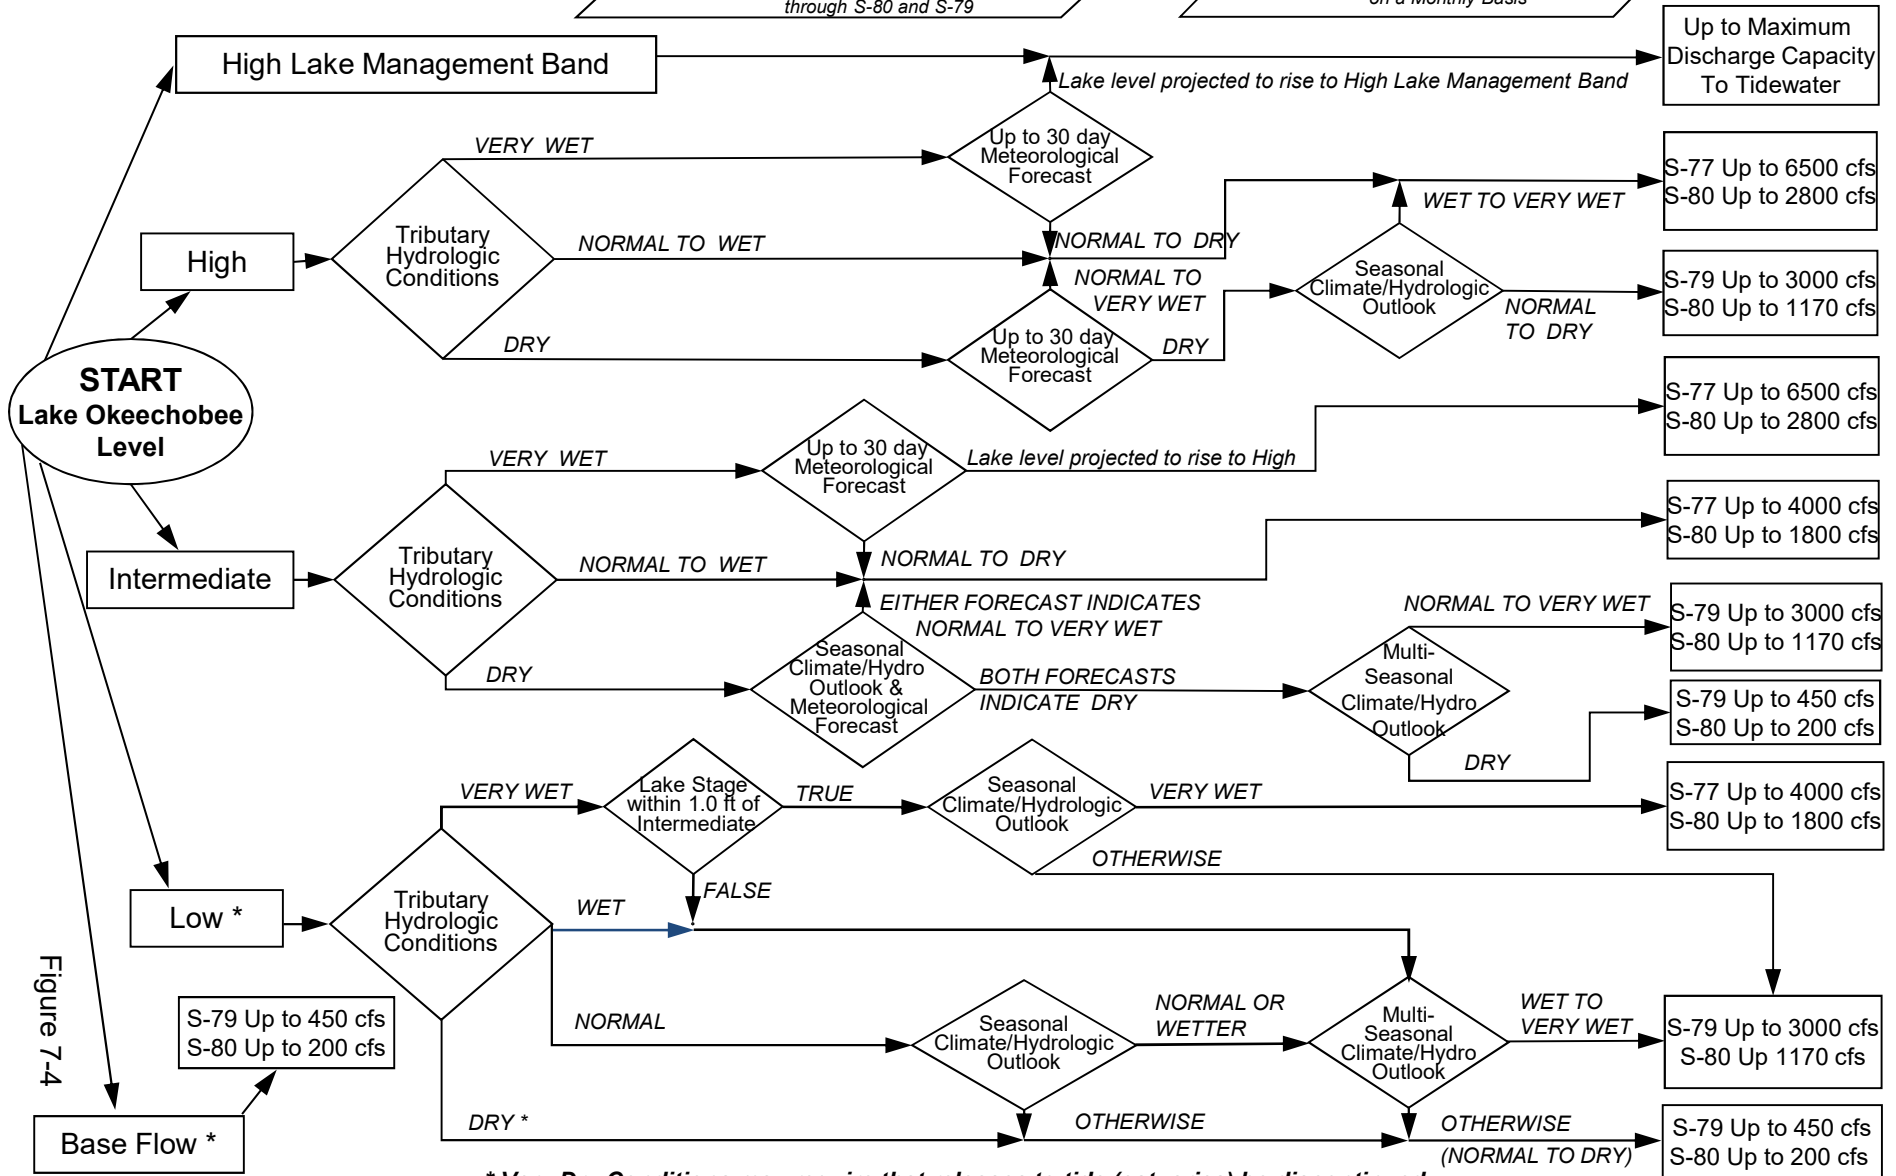 through S-80 and S-79
on a Monthly Basis
High Lake Management Band
Up to Maximum
Discharge Capacity
To Tidewater
Lake level projected to rise to High Lake Management Band
VERY WET
Up to 30 day
Meteorological
Forecast
S-77 Up to 6500 cfs
S-80 Up to 2800 cfs
WET TO VERY WET
High
Tributary
Hydrologic
Conditions
NORMAL TO WET
NORMAL TO DRY
NORMAL TO
VERY WET
Seasonal
Climate/Hydrologic
Outlook
NORMAL
TO DRY
S-79 Up to 3000 cfs
S-80 Up to 1170 cfs
DRY
Up to 30 day
Meteorological
Forecast
DRY
START
Lake Okeechobee
Level
S-77 Up to 6500 cfs
S-80 Up to 2800 cfs
VERY WET
Up to 30 day
Meteorological
Forecast
Lake level projected to rise to High
S-77 Up to 4000 cfs
S-80 Up to 1800 cfs
Intermediate
Tributary
Hydrologic
Conditions
NORMAL TO WET
NORMAL TO DRY
EITHER FORECAST INDICATES
NORMAL TO VERY WET
NORMAL TO VERY WET
S-79 Up to 3000 cfs
S-80 Up to 1170 cfs
DRY
Seasonal
Climate/Hydro
Outlook &
Meteorological
Forecast
BOTH FORECASTS
INDICATE DRY
Multi-
Seasonal
Climate/Hydro
Outlook
DRY
S-79 Up to 450 cfs
S-80 Up to 200 cfs
VERY WET
Lake Stage
within 1.0 ft of
Intermediate
TRUE
Seasonal
Climate/Hydrologic
Outlook
VERY WET
S-77 Up to 4000 cfs
S-80 Up to 1800 cfs
OTHERWISE
FALSE
Low *
Tributary
Hydrologic
Conditions
WET
NORMAL
Seasonal
Climate/Hydrologic
Outlook
NORMAL OR
WETTER
Multi-
Seasonal
Climate/Hydro
Outlook
WET TO
VERY WET
S-79 Up to 3000 cfs
S-80 Up 1170 cfs
Figure 7-4
S-79 Up to 450 cfs
S-80 Up to 200 cfs
Base Flow *
DRY *
OTHERWISE
OTHERWISE
(NORMAL TO DRY)
S-79 Up to 450 cfs
S-80 Up to 200 cfs